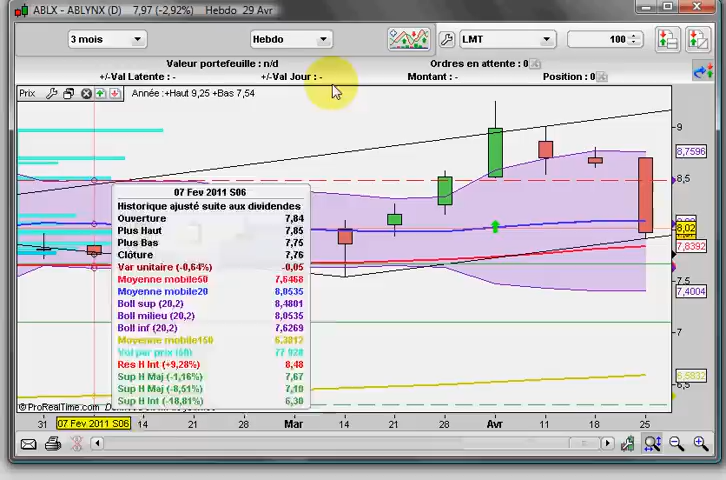 ABLX - ABLYNX (D) 7,97 (-2,92%) Hebdo 29 Avr
3 mois Hebdo LMT 100
Valeur portefeuille : n/d Ordres en attente : 0
+/-Val Latente : - +/-Val Jour : - Montant : - Position : 0
Prix Année : +Haut 9,25 +Bas 7,54
9
8,7596
8,5
8,02
7,8392
7,5
7,4004
7
6,5832
6,5
07 Fev 2011 S06
Historique ajusté suite aux dividendes
Ouverture 7,84
Plus Haut 7,85
Plus Bas 7,75
Clôture 7,76
Var unitaire (-0,64%) -0,05
Moyenne mobile50 7,6468
Moyenne mobile20 8,0535
Boll sup (20,2) 8,4801
Boll milieu (20,2) 8,0535
Boll inf (20,2) 7,6269
Moyenne mobile150 6,3812
Vol par prix (60) 77 928
Res H Int (+9,28%) 8,48
Sup H Maj (-1,16%) 7,67
Sup H Maj (-8,51%) 7,10
Sup H Int (-18,81%) 6,30
© ProRealTime.com
31 07 Fev 2011 S06 14 21 28 Mar 14 21 28 Avr 11 18 25